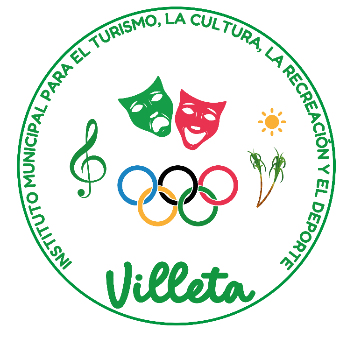 INSTITUTO MUNICIPAL PARA EL TURISMO, LA CULTURA, LA RECREACIÓN Y EL DEPORTE
Villeta